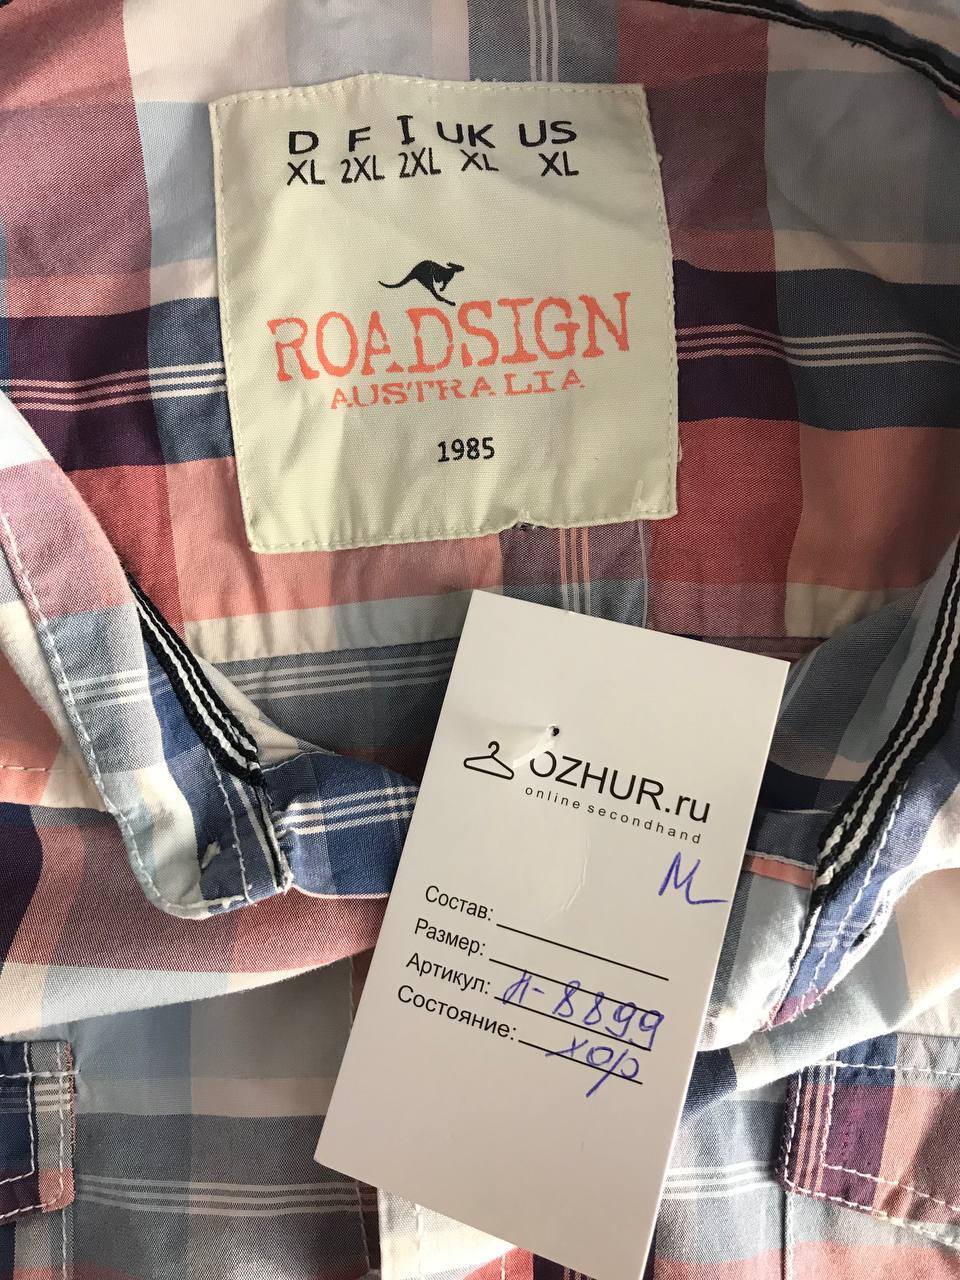 D F I UK US
XL 2XL 2XL XL XL
ROADSIGN
AUSTRALIA
1985
OZHUR.ru
online secondhand
М
Состав:
Размер:
Артикул: А-8899
Состояние: хор